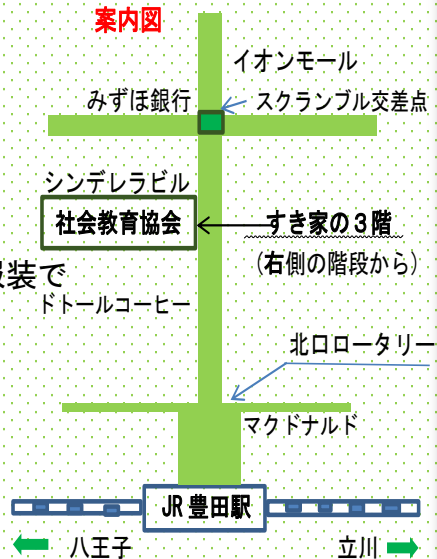 案内図
イオンモール
みずほ銀行
スクランブル交差点
シンデレラビル
社会教育協会
すき家の3階
(右側の階段から)
服装で
ドトールコーヒー
北口ロータリー
マクドナルド
JR 豊田駅
八王子
立川